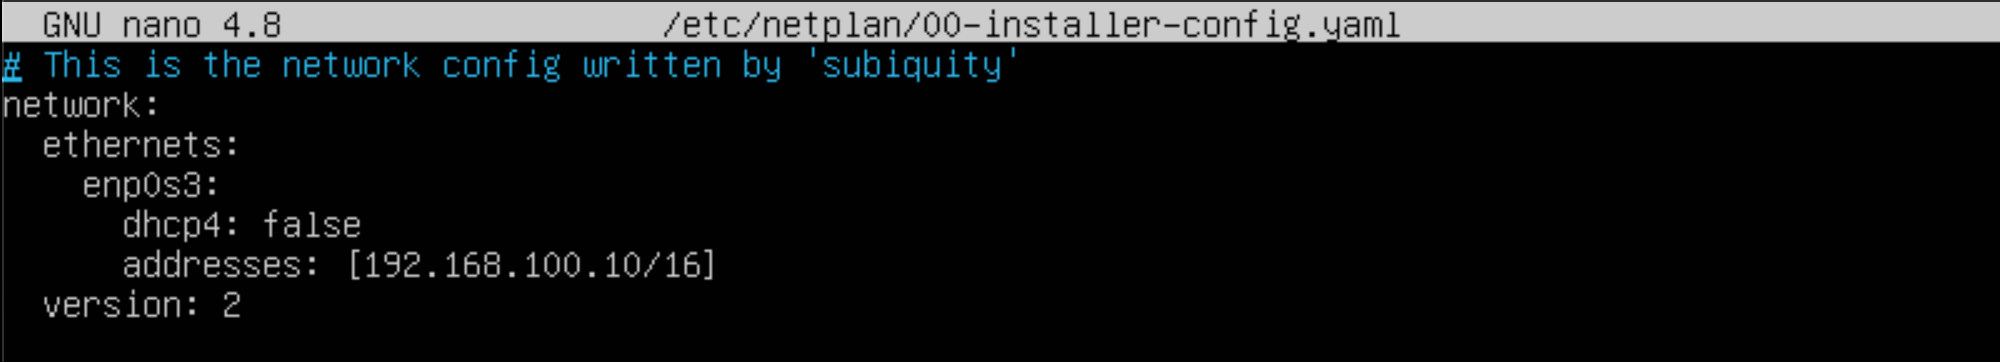 GNU nano 4.8 /etc/netplan/00-installer-config.yaml
# This is the network config written by 'subiquity'
network:
  ethernets:
    enp0s3:
      dhcp4: false
      addresses: [192.168.100.10/16]
  version: 2